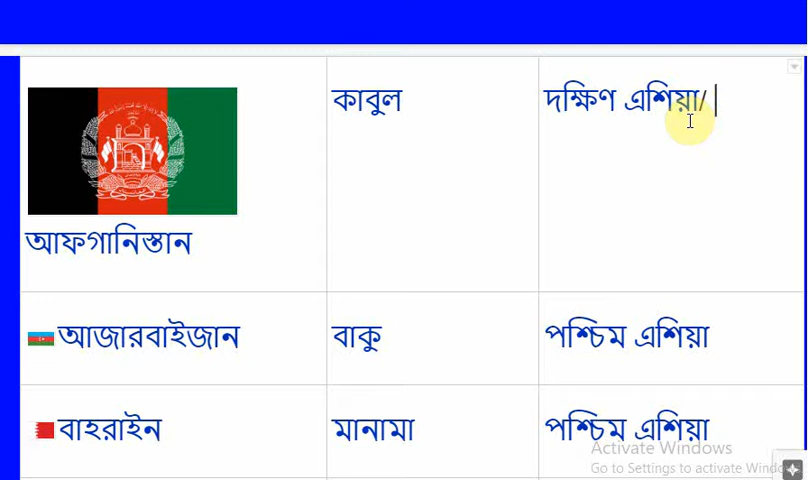 কাবুল
দক্ষিণ এশিয়া/
আফগানিস্তান
আজারবাইজান
বাকু
পশ্চিম এশিয়া
বাহরাইন
মানামা
পশ্চিম এশিয়া
Activate Windows
Go to Settings to activate Windo